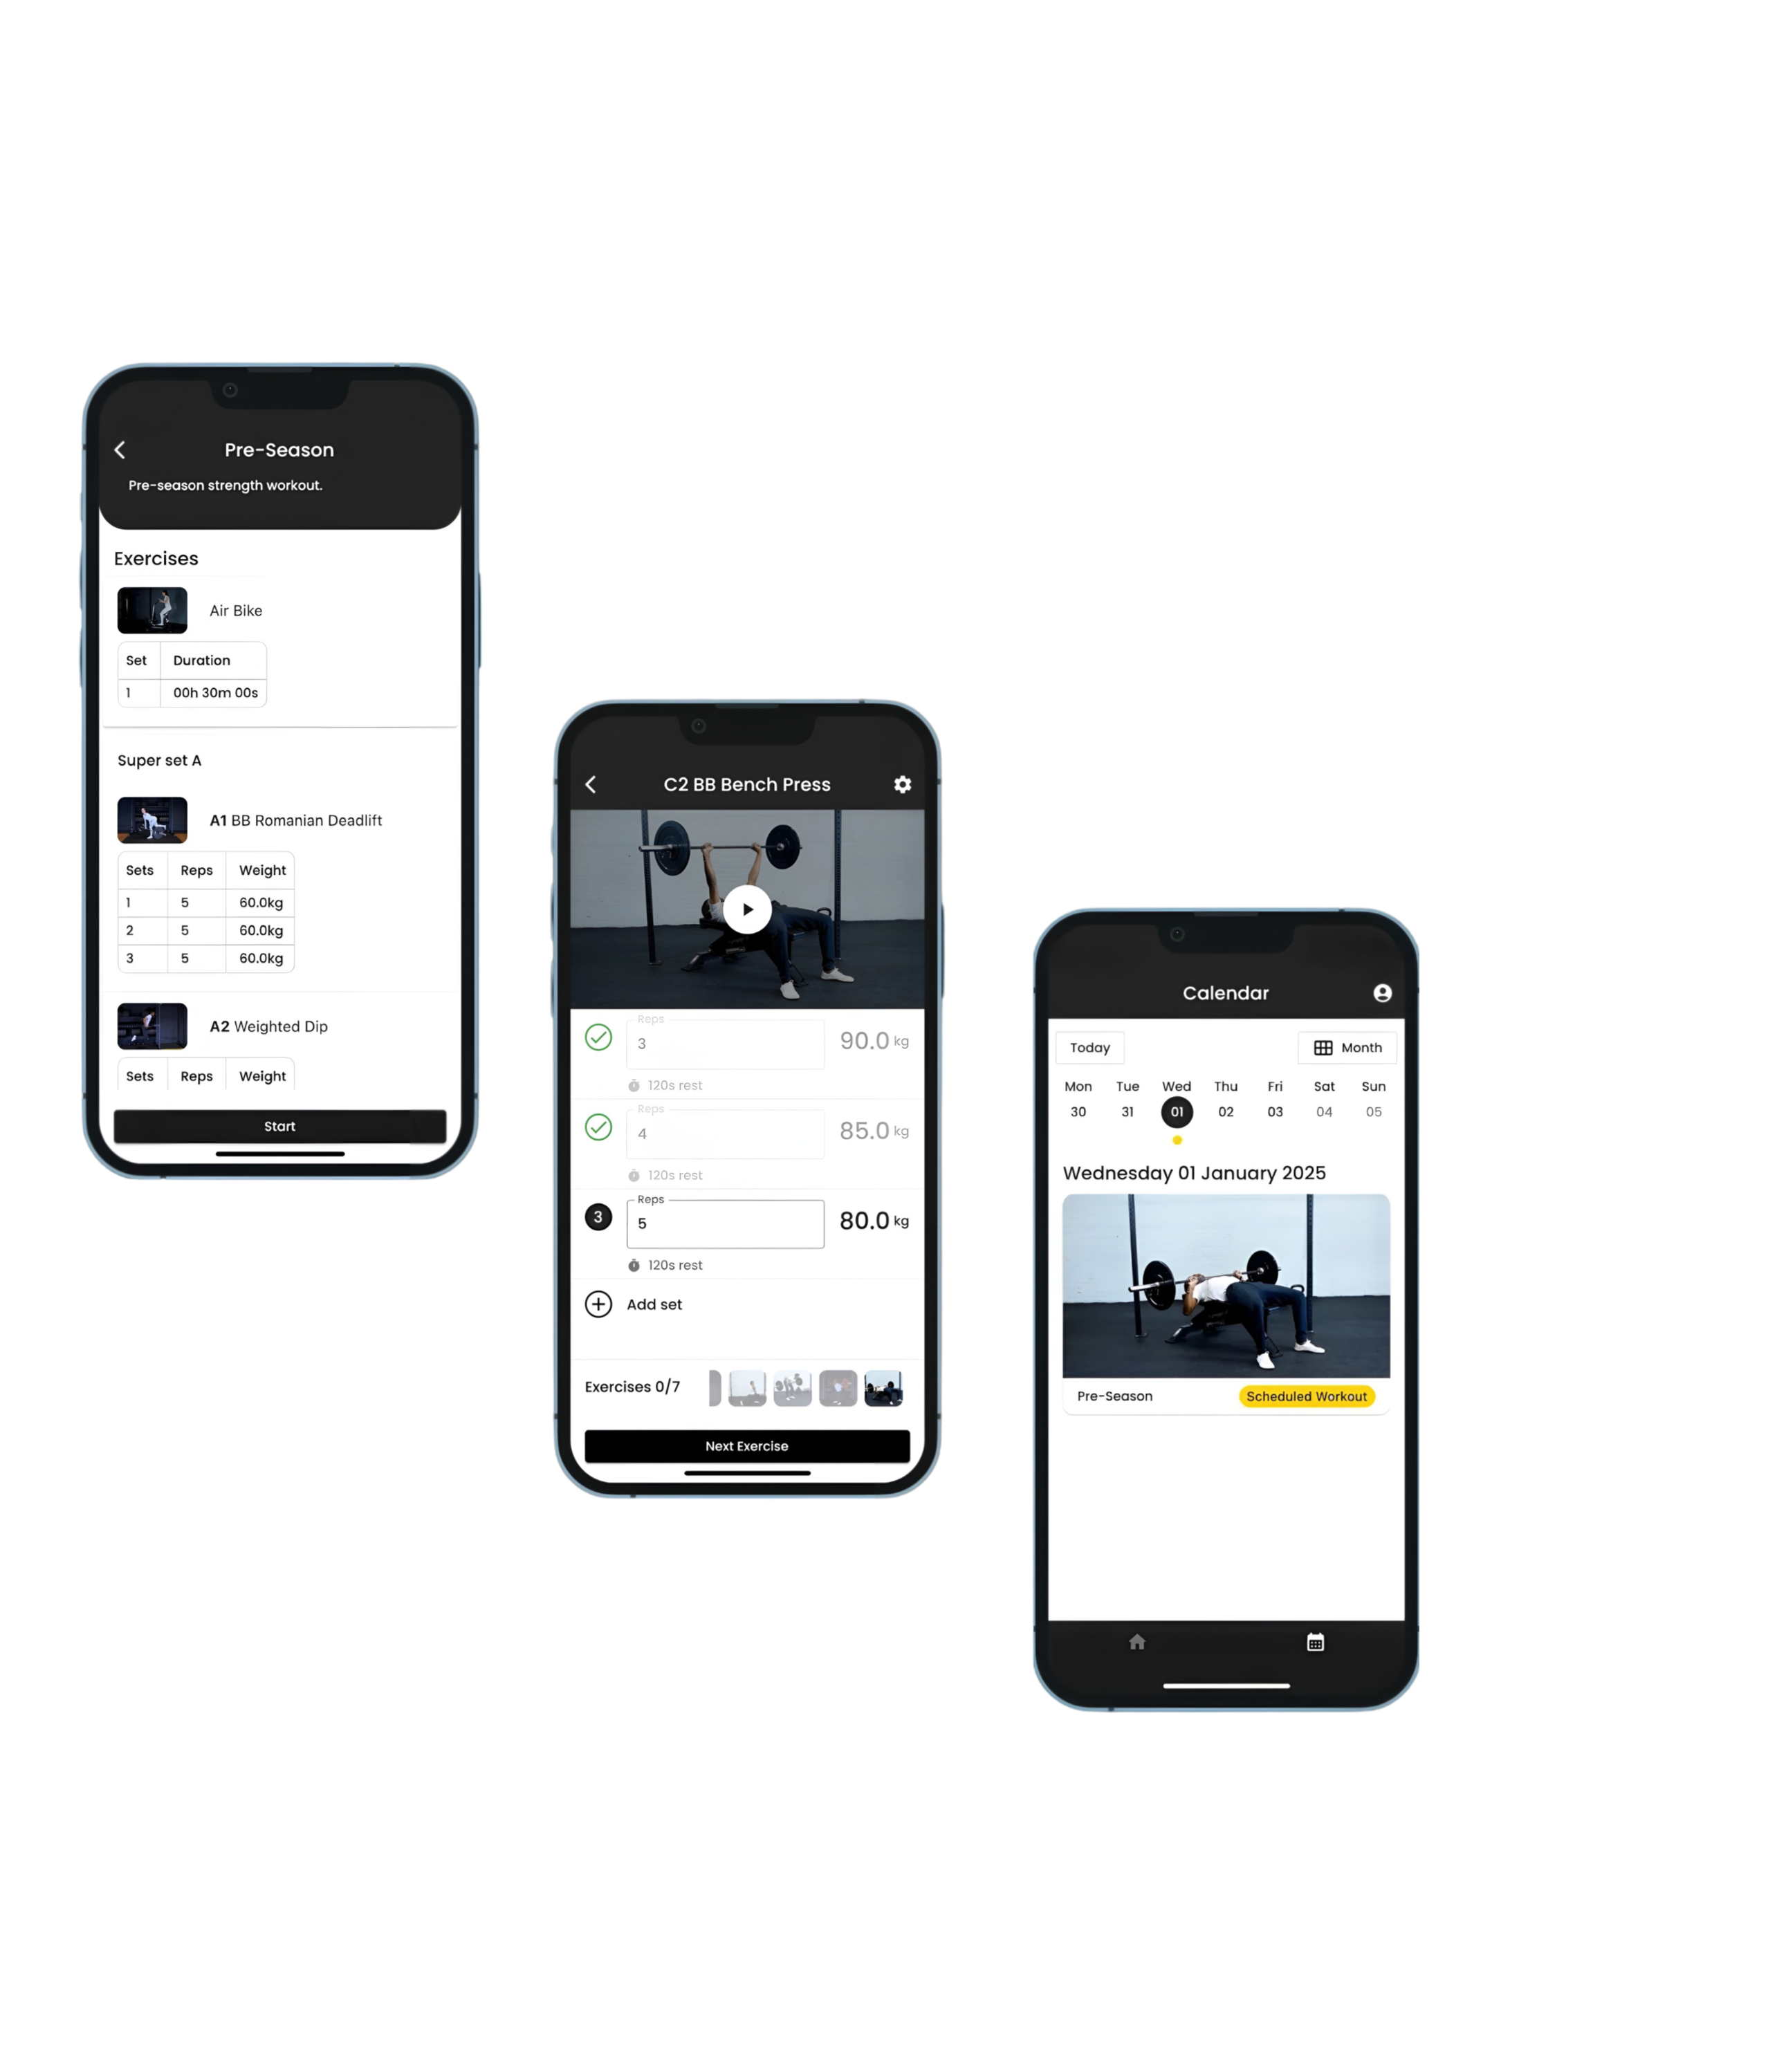 Pre-Season
Pre-season strength workout.
Exercises
Air Bike
Set Duration
1 00h 30m 00s
Super set A
A1 BB Romanian Deadlift
Sets Reps Weight
1 5 60.0kg
2 5 60.0kg
3 5 60.0kg
A2 Weighted Dip
Sets Reps Weight
Start
C2 BB Bench Press
Reps
3 90.0 kg
120s rest
Reps
4 85.0 kg
120s rest
Reps
3 5 80.0 kg
120s rest
Add set
Exercises 0/7
Next Exercise
Calendar
Today Month
Mon Tue Wed Thu Fri Sat Sun
30 31 01 02 03 04 05
Wednesday 01 January 2025
Pre-Season Scheduled Workout